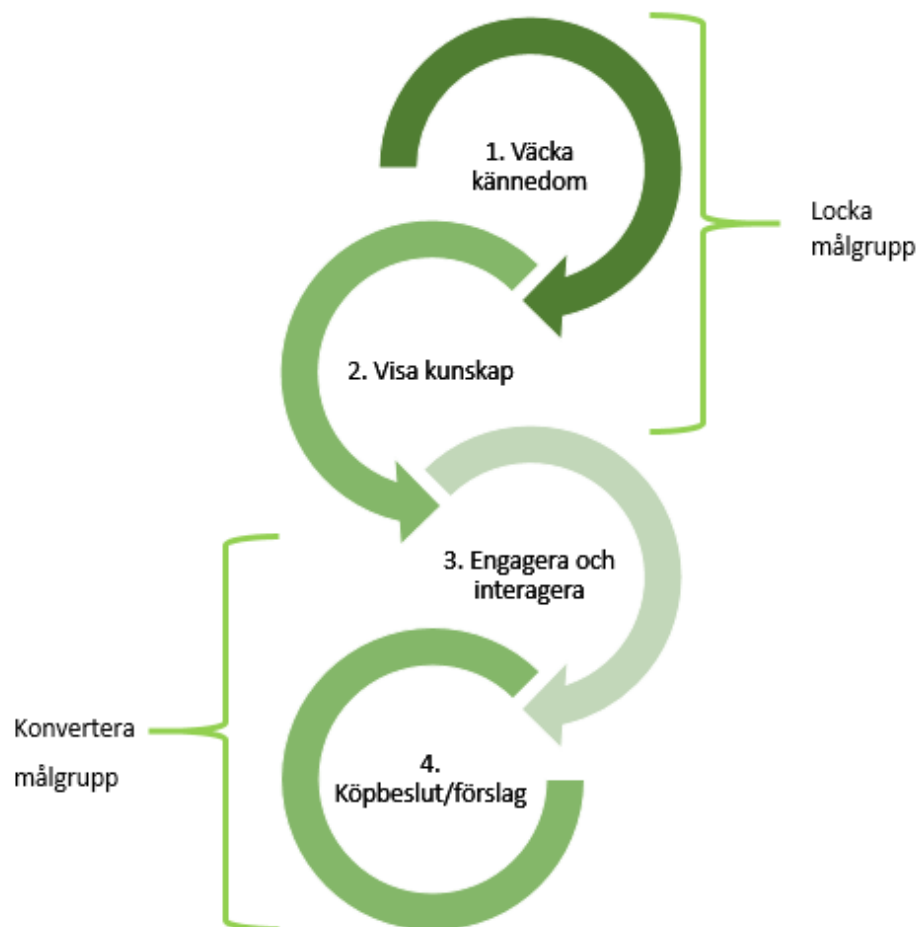 1. Väcka
kännedom
Locka
målgrupp
2. Visa kunskap
3. Engagera och
interagera
Konvertera
målgrupp
4.
Köpbeslut/förslag